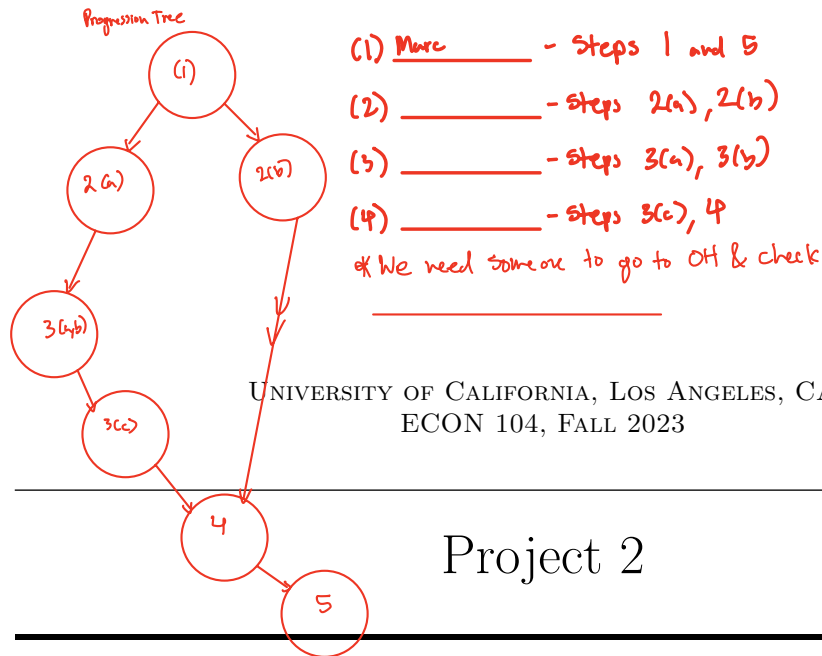 Progression Tree
(1)
2(a)
2(b)
3(a,b)
3(c)
4
5
(1) Marc - Steps 1 and 5
(2) - Steps 2(a), 2(b)
(3) - Steps 3(a), 3(b)
(4) - Steps 3(c), 4
* We need someone to go to OH & check
University of California, Los Angeles, CA
ECON 104, Fall 2023
Project 2